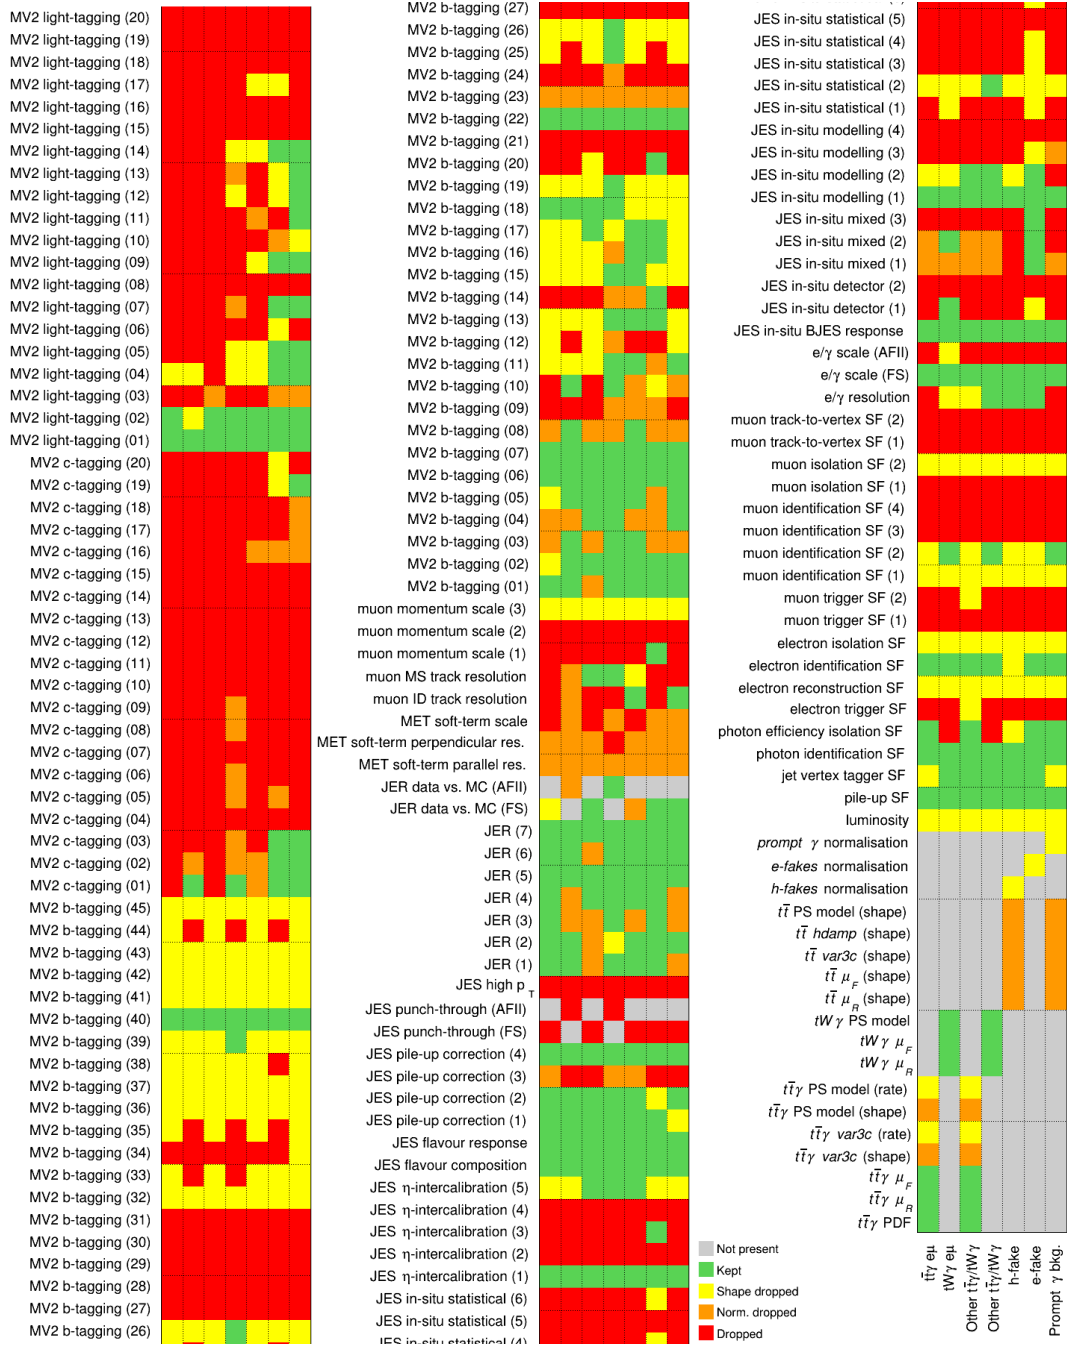 MV2 light-tagging (20)
MV2 light-tagging (19)
MV2 light-tagging (18)
MV2 light-tagging (17)
MV2 light-tagging (16)
MV2 light-tagging (15)
MV2 light-tagging (14)
MV2 light-tagging (13)
MV2 light-tagging (12)
MV2 light-tagging (11)
MV2 light-tagging (10)
MV2 light-tagging (09)
MV2 light-tagging (08)
MV2 light-tagging (07)
MV2 light-tagging (06)
MV2 light-tagging (05)
MV2 light-tagging (04)
MV2 light-tagging (03)
MV2 light-tagging (02)
MV2 light-tagging (01)
MV2 c-tagging (20)
MV2 c-tagging (19)
MV2 c-tagging (18)
MV2 c-tagging (17)
MV2 c-tagging (16)
MV2 c-tagging (15)
MV2 c-tagging (14)
MV2 c-tagging (13)
MV2 c-tagging (12)
MV2 c-tagging (11)
MV2 c-tagging (10)
MV2 c-tagging (09)
MV2 c-tagging (08)
MV2 c-tagging (07)
MV2 c-tagging (06)
MV2 c-tagging (05)
MV2 c-tagging (04)
MV2 c-tagging (03)
MV2 c-tagging (02)
MV2 c-tagging (01)
MV2 b-tagging (45)
MV2 b-tagging (44)
MV2 b-tagging (43)
MV2 b-tagging (42)
MV2 b-tagging (41)
MV2 b-tagging (40)
MV2 b-tagging (39)
MV2 b-tagging (38)
MV2 b-tagging (37)
MV2 b-tagging (36)
MV2 b-tagging (35)
MV2 b-tagging (34)
MV2 b-tagging (33)
MV2 b-tagging (32)
MV2 b-tagging (31)
MV2 b-tagging (30)
MV2 b-tagging (29)
MV2 b-tagging (28)
MV2 b-tagging (27)
MV2 b-tagging (26)
MV2 b-tagging (27)
MV2 b-tagging (26)
MV2 b-tagging (25)
MV2 b-tagging (24)
MV2 b-tagging (23)
MV2 b-tagging (22)
MV2 b-tagging (21)
MV2 b-tagging (20)
MV2 b-tagging (19)
MV2 b-tagging (18)
MV2 b-tagging (17)
MV2 b-tagging (16)
MV2 b-tagging (15)
MV2 b-tagging (14)
MV2 b-tagging (13)
MV2 b-tagging (12)
MV2 b-tagging (11)
MV2 b-tagging (10)
MV2 b-tagging (09)
MV2 b-tagging (08)
MV2 b-tagging (07)
MV2 b-tagging (06)
MV2 b-tagging (05)
MV2 b-tagging (04)
MV2 b-tagging (03)
MV2 b-tagging (02)
MV2 b-tagging (01)
muon momentum scale (3)
muon momentum scale (2)
muon momentum scale (1)
muon MS track resolution
muon ID track resolution
MET soft-term scale
MET soft-term perpendicular res.
MET soft-term parallel res.
JER data vs. MC (AFII)
JER data vs. MC (FS)
JER (7)
JER (6)
JER (5)
JER (4)
JER (3)
JER (2)
JER (1)
JES high p_T
JES punch-through (AFII)
JES punch-through (FS)
JES pile-up correction (4)
JES pile-up correction (3)
JES pile-up correction (2)
JES pile-up correction (1)
JES flavour response
JES flavour composition
JES η-intercalibration (5)
JES η-intercalibration (4)
JES η-intercalibration (3)
JES η-intercalibration (2)
JES η-intercalibration (1)
JES in-situ statistical (6)
JES in-situ statistical (5)
JES in-situ statistical (4)
JES in-situ statistical (5)
JES in-situ statistical (4)
JES in-situ statistical (3)
JES in-situ statistical (2)
JES in-situ statistical (1)
JES in-situ modelling (4)
JES in-situ modelling (3)
JES in-situ modelling (2)
JES in-situ modelling (1)
JES in-situ mixed (3)
JES in-situ mixed (2)
JES in-situ mixed (1)
JES in-situ detector (2)
JES in-situ detector (1)
JES in-situ BJES response
e/γ scale (AFII)
e/γ scale (FS)
e/γ resolution
muon track-to-vertex SF (2)
muon track-to-vertex SF (1)
muon isolation SF (2)
muon isolation SF (1)
muon identification SF (4)
muon identification SF (3)
muon identification SF (2)
muon identification SF (1)
muon trigger SF (2)
muon trigger SF (1)
electron isolation SF
electron identification SF
electron reconstruction SF
electron trigger SF
photon efficiency isolation SF
photon identification SF
jet vertex tagger SF
pile-up SF
luminosity
prompt γ normalisation
e-fakes normalisation
h-fakes normalisation
tt̄ PS model (shape)
tt̄ hdamp (shape)
tt̄ var3c (shape)
tt̄ μ_F (shape)
tt̄ μ_R (shape)
tWγ PS model
tWγ μ_F
tWγ μ_R
tt̄γ PS model (rate)
tt̄γ PS model (shape)
tt̄γ var3c (rate)
tt̄γ var3c (shape)
tt̄γ μ_F
tt̄γ μ_R
tt̄γ PDF
Not present
Kept
Shape dropped
Norm. dropped
Dropped
tt̄γ eμ
tWγ eμ
Other tt̄γ/tWγ
Other tt̄γ/tWγ
h-fake
e-fake
Prompt γ bkg.